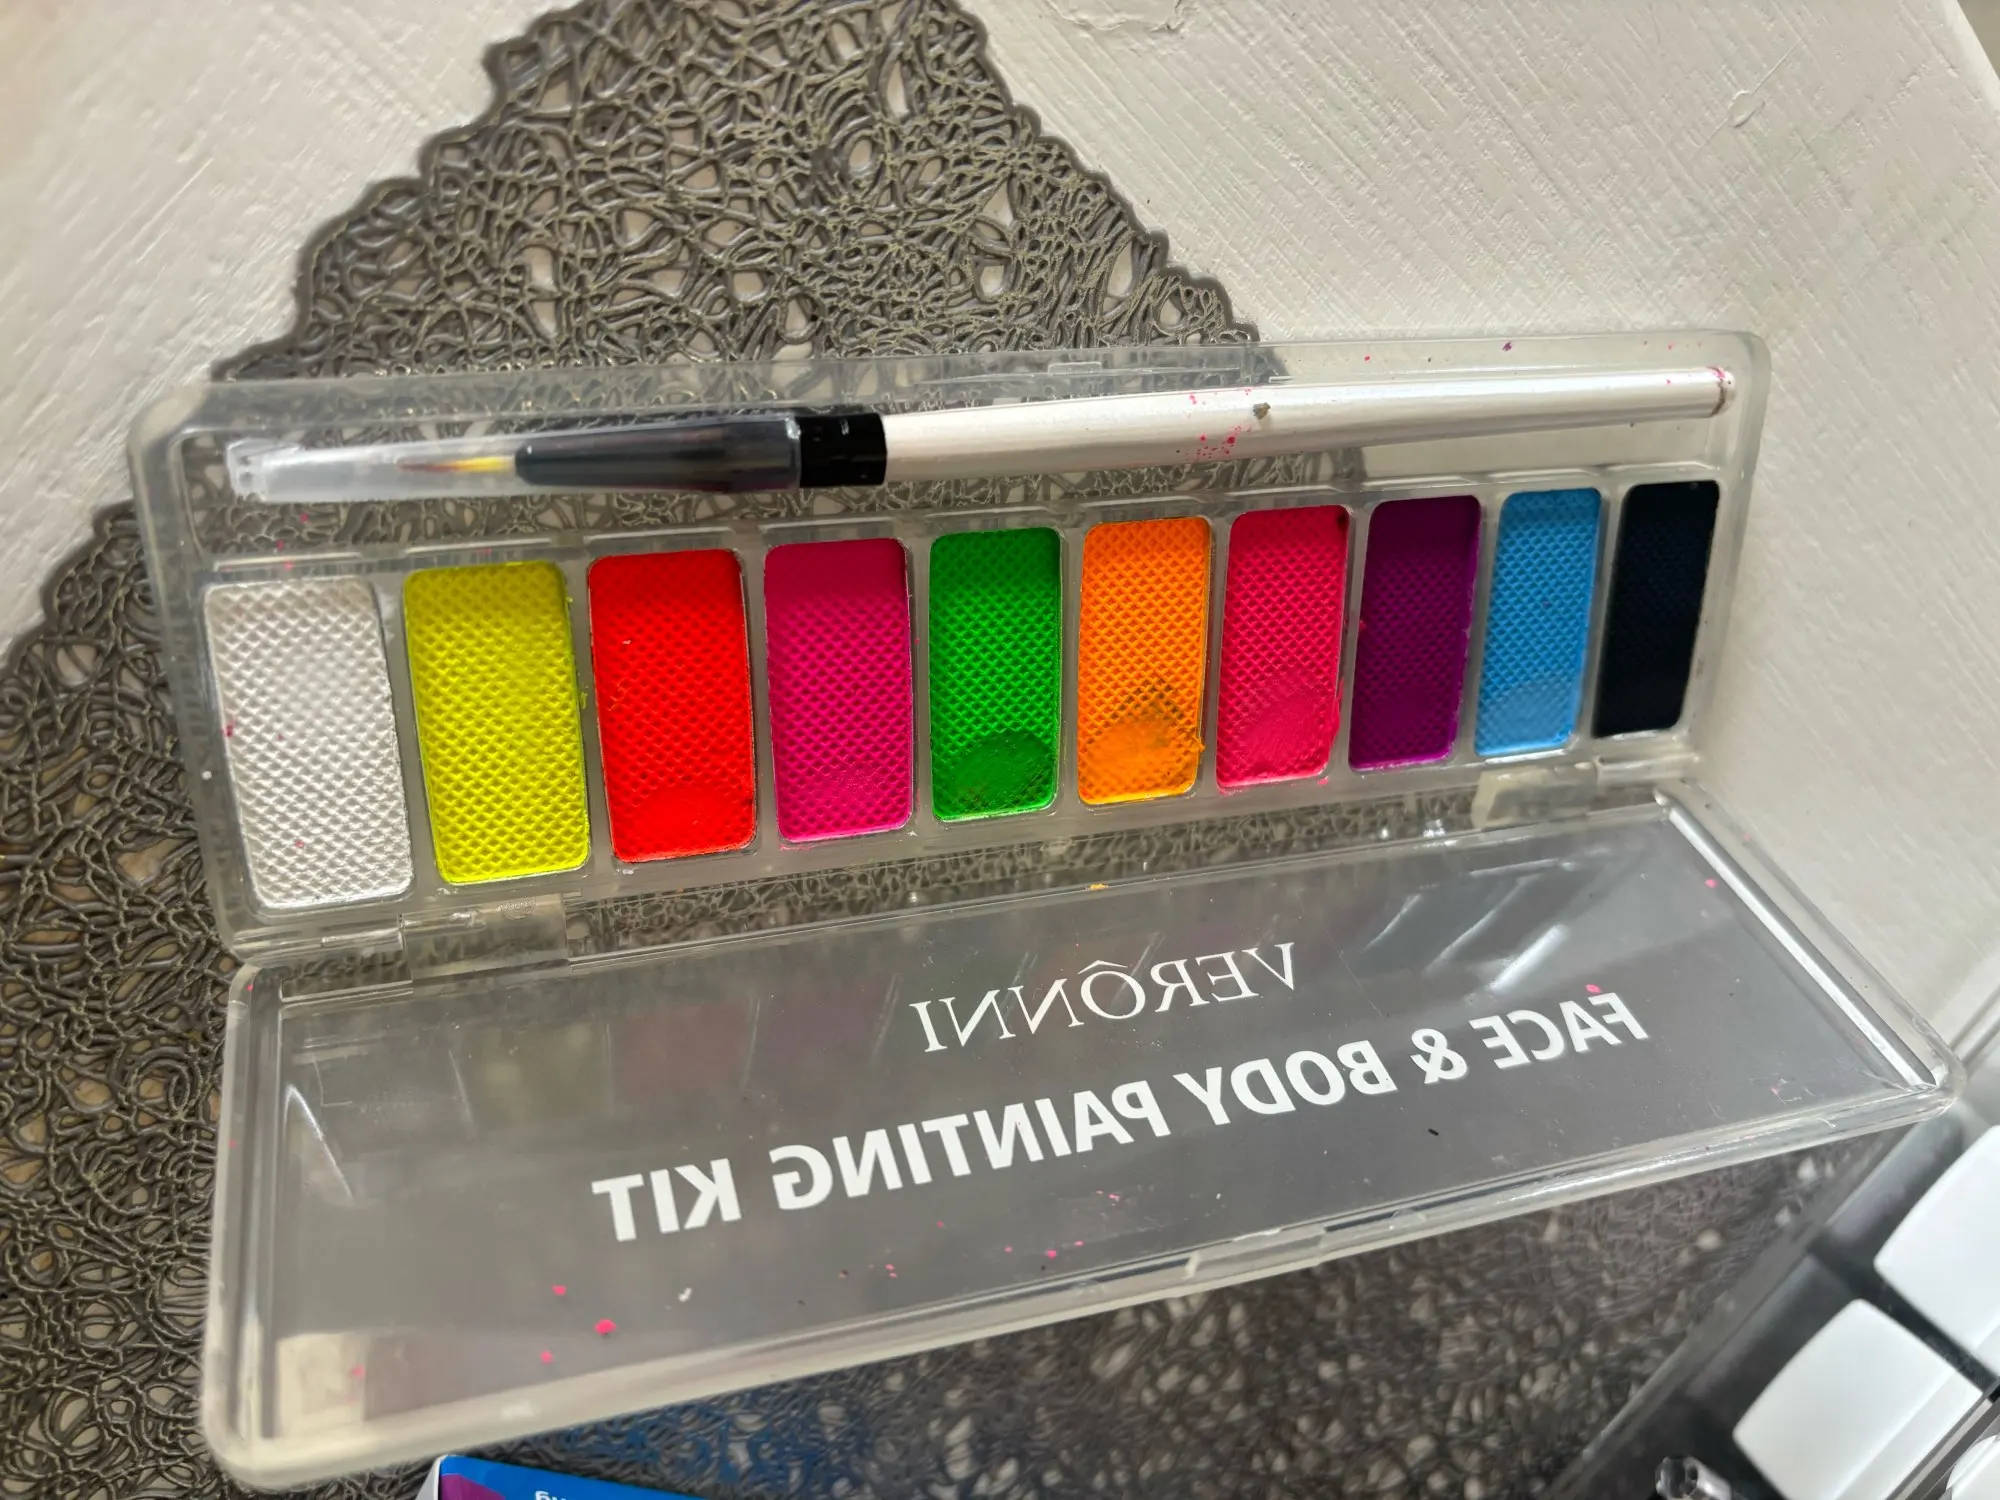 VERÔNNI
FACE & BODY PAINTING KIT